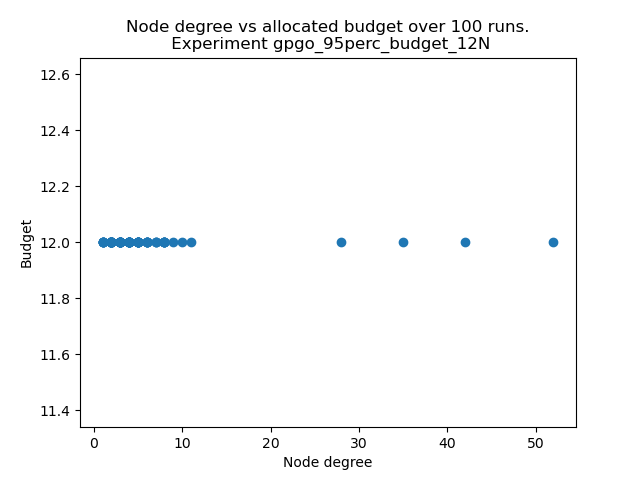 Node degree vs allocated budget over 100 runs.
Experiment gpgo_95perc_budget_12N
12.6
12.4
12.2
12.0
11.8
11.6
11.4
Budget
0 10 20 30 40 50
Node degree